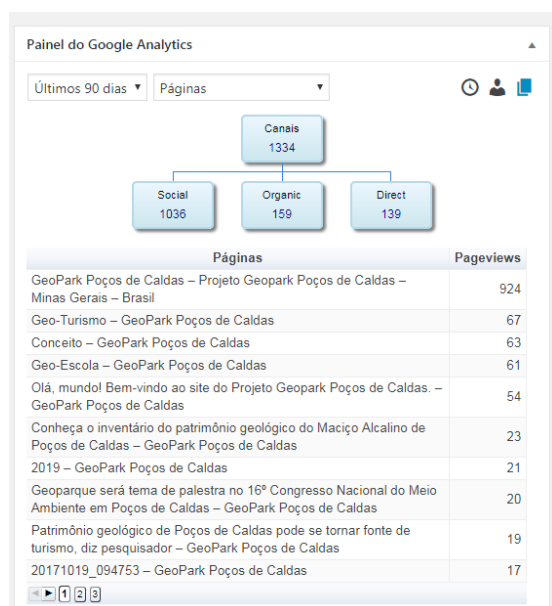 Painel do Google Analytics
Últimos 90 dias
Páginas
Canais
1334
Social
1036
Organic
159
Direct
139
Páginas Pageviews
GeoPark Poços de Caldas – Projeto Geopark Poços de Caldas –
Minas Gerais – Brasil
924
Geo-Turismo – GeoPark Poços de Caldas 67
Conceito – GeoPark Poços de Caldas 63
Geo-Escola – GeoPark Poços de Caldas 61
Olá, mundo! Bem-vindo ao site do Projeto Geopark Poços de Caldas. –
GeoPark Poços de Caldas
54
Conheça o inventário do patrimônio geológico do Maciço Alcalino de
Poços de Caldas – GeoPark Poços de Caldas
23
2019 – GeoPark Poços de Caldas 21
Geoparque será tema de palestra no 16º Congresso Nacional do Meio
Ambiente em Poços de Caldas – GeoPark Poços de Caldas
20
Patrimônio geológico de Poços de Caldas pode se tornar fonte de
turismo, diz pesquisador – GeoPark Poços de Caldas
19
20171019_094753 – GeoPark Poços de Caldas 17
1 2 3